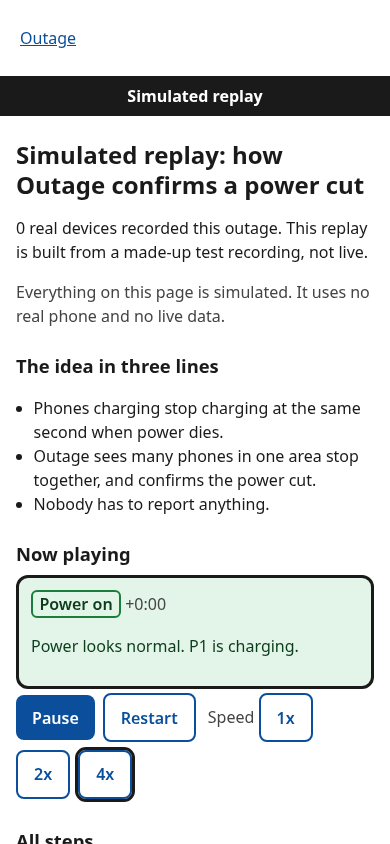 Outage
Simulated replay
Simulated replay: how
Outage confirms a power cut
0 real devices recorded this outage. This replay
is built from a made-up test recording, not live.
Everything on this page is simulated. It uses no
real phone and no live data.
The idea in three lines
Phones charging stop charging at the same
second when power dies.
Outage sees many phones in one area stop
together, and confirms the power cut.
Nobody has to report anything.
Now playing
Power on +0:00
Power looks normal. P1 is charging.
Pause Restart Speed 1x
2x 4x
All steps